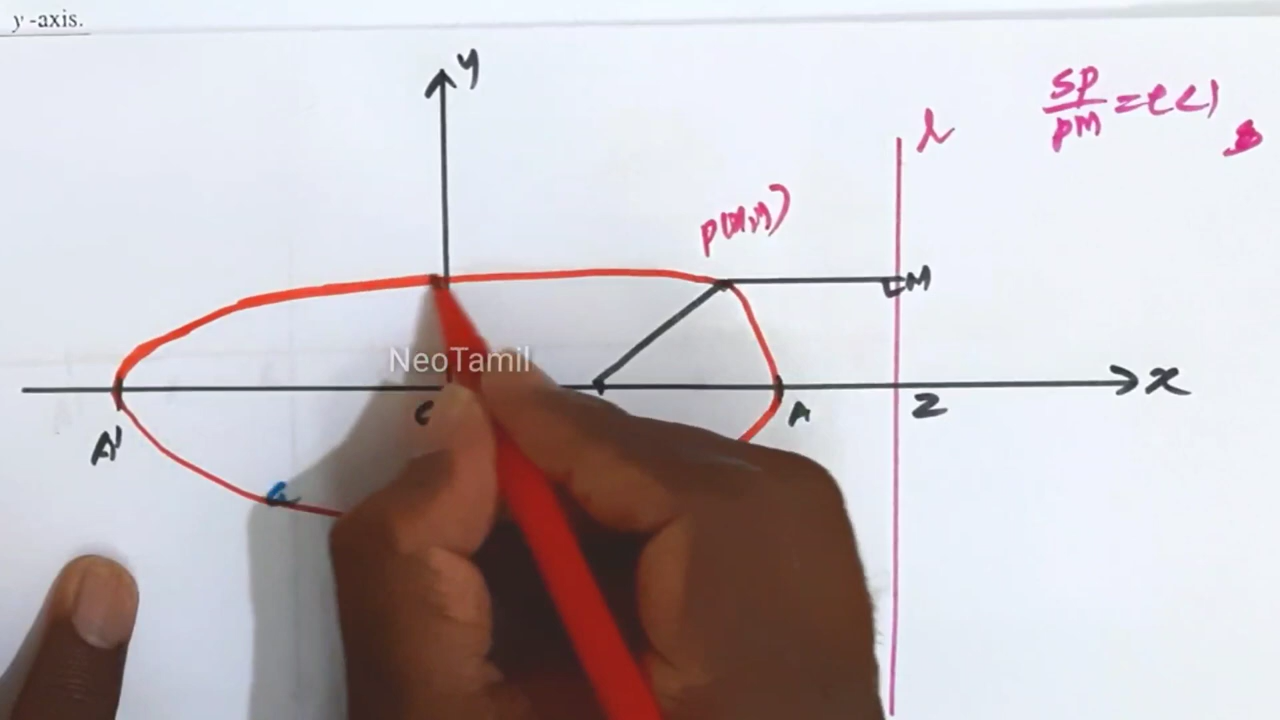 y-axis.
y
SP/PM = e<1
l
P(x,y)
M
NeoTamil
x
C
A
Z
A'